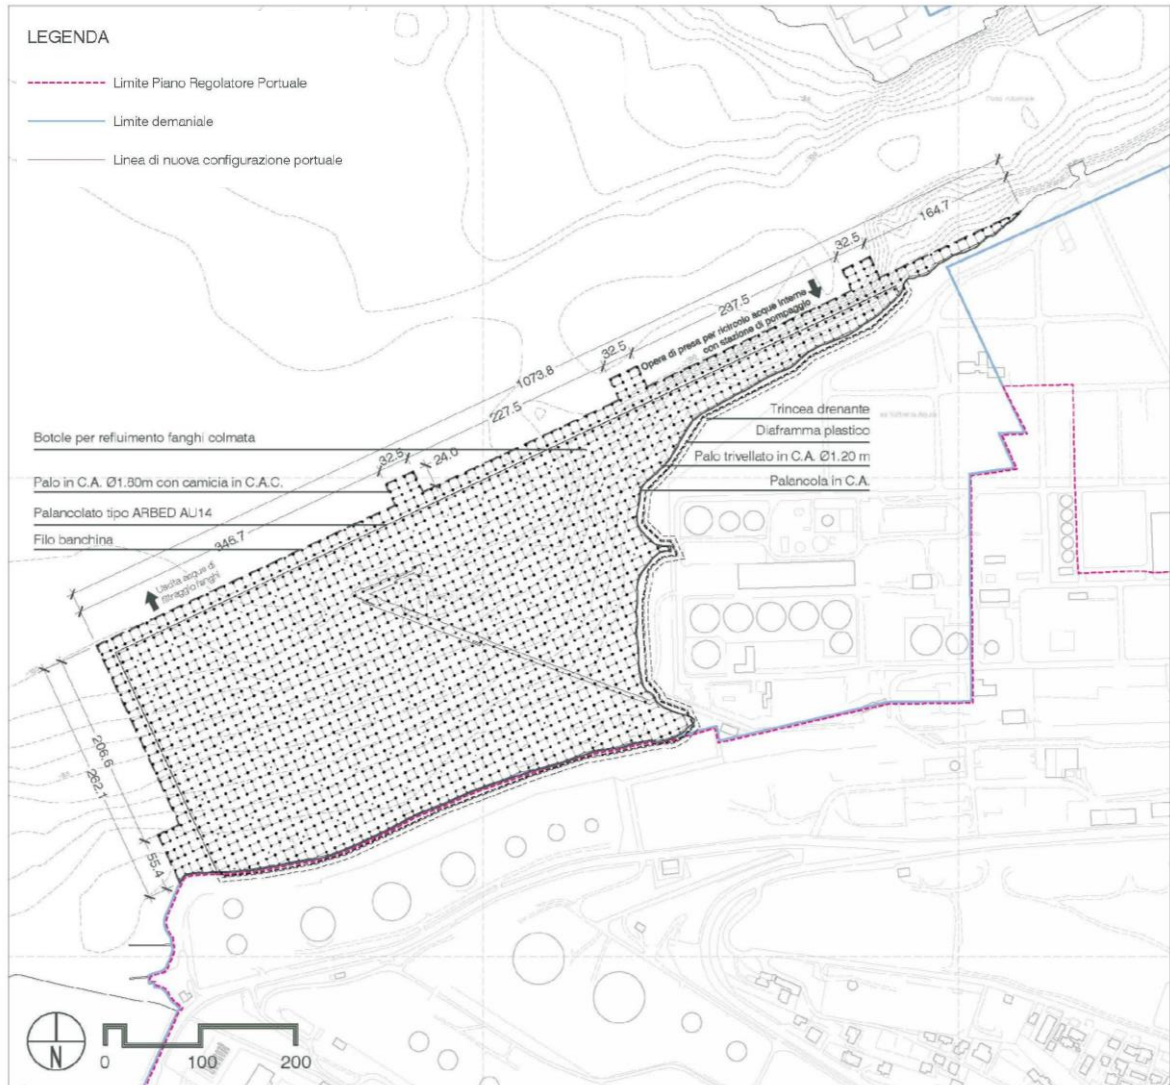 LEGENDA
Limite Piano Regolatore Portuale
Limite demaniale
Linea di nuova configurazione portuale
164.7
32.5
237.5
Opere di presa per ricircolo acque interne
con stazione di pompaggio
32.5
1073.8
227.5
24.0
32.5
346.7
Botole per refluimento fanghi colmata
Palo in C.A. Ø1.80m con camicia in C.A.C.
Palancolato tipo ARBED AU14
Filo banchina
Trincea drenante
Diaframma plastico
Palo trivellato in C.A. Ø1.20 m
Palancola in C.A.
Uscita acqua di
filtraggio fanghi
206.6
262.1
55.4
N
0 100 200